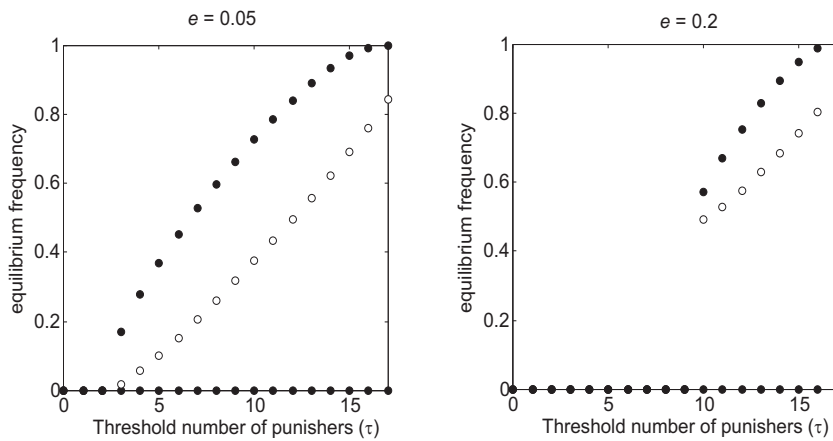 e = 0.05
1
0.8
0.6
0.4
0.2
0
equilibrium frequency
0 5 10 15
Threshold number of punishers (τ)
e = 0.2
1
0.8
0.6
0.4
0.2
0
equilibrium frequency
0 5 10 15
Threshold number of punishers (τ)